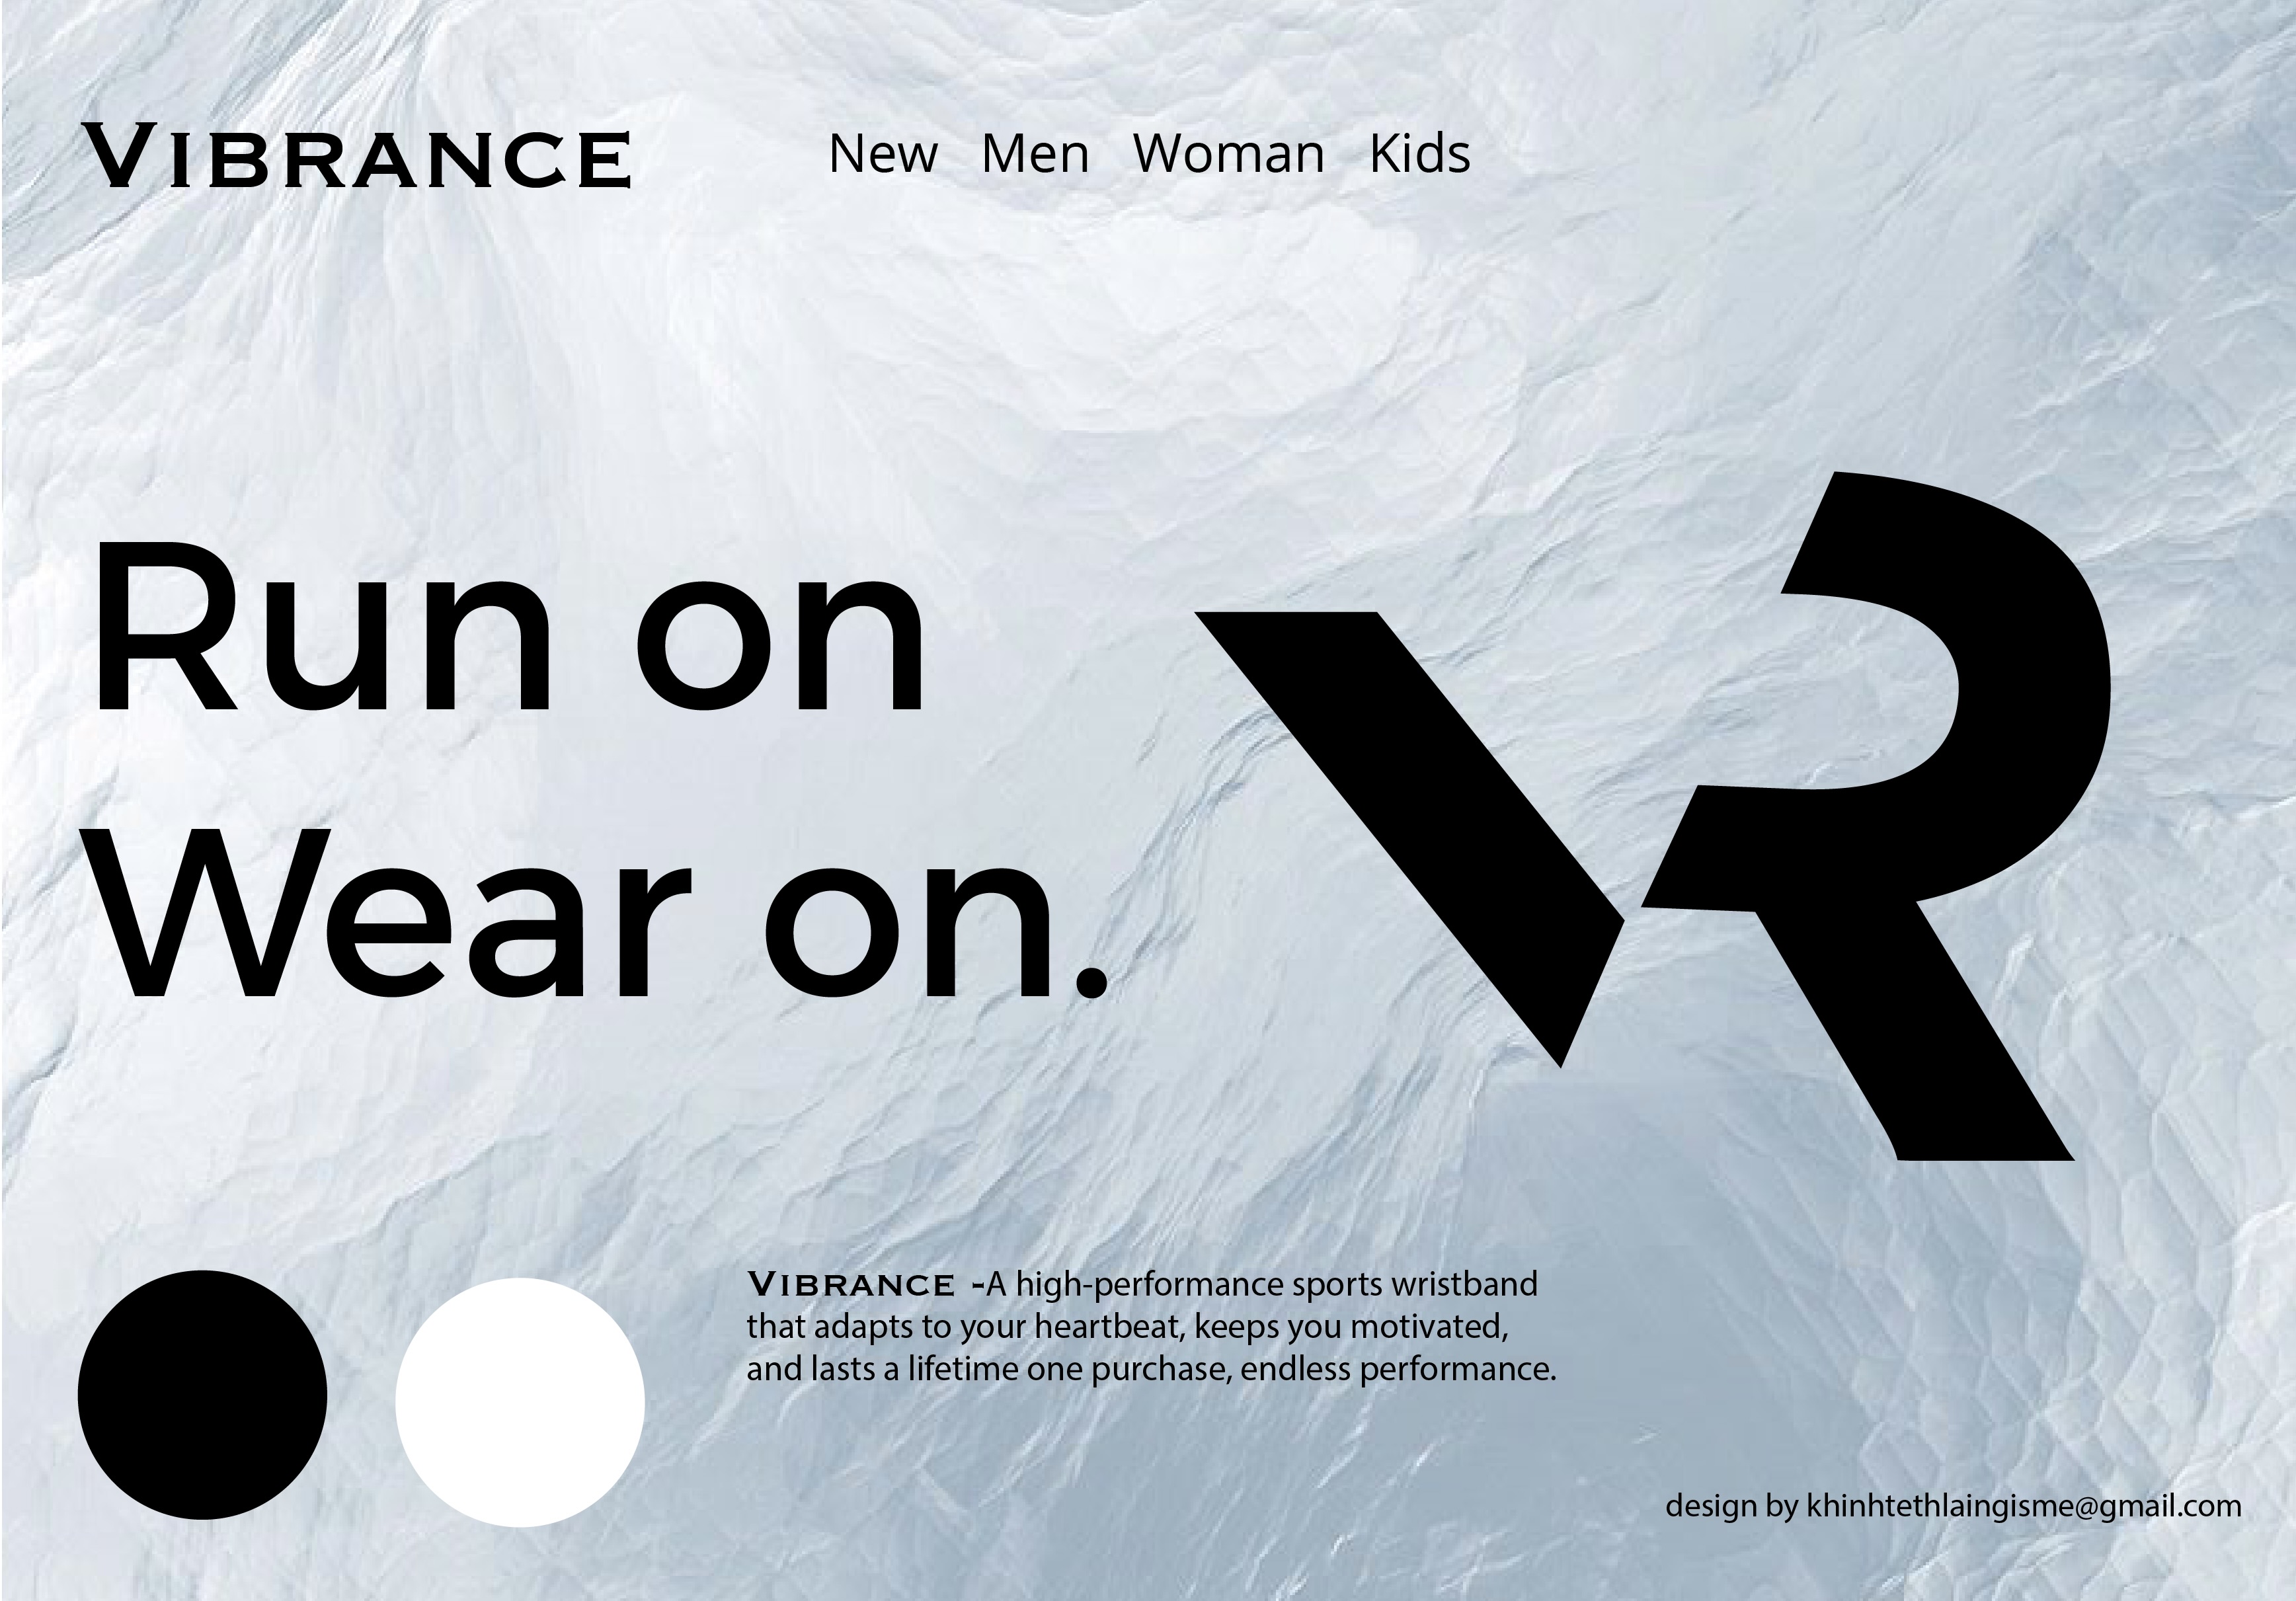 VIBRANCE
New Men Woman Kids
Run on
Wear on.
VR
VIBRANCE -A high-performance sports wristband
that adapts to your heartbeat, keeps you motivated,
and lasts a lifetime one purchase, endless performance.
design by khinhtethlaingisme@gmail.com